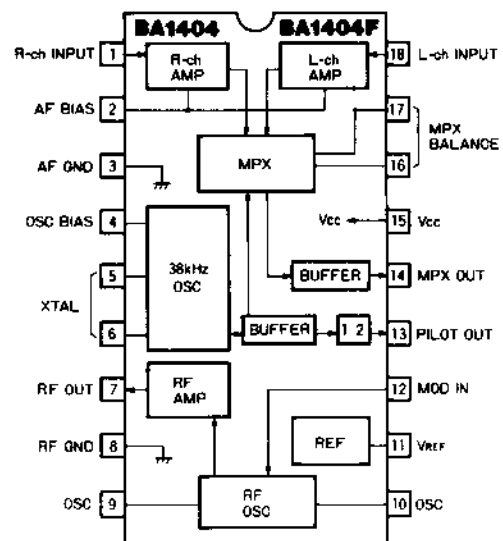 BA1404 BA1404F
R-ch INPUT 1 R-ch AMP L-ch AMP 18 L-ch INPUT
AF BIAS 2 17
MPX BALANCE
AF GND 3 MPX 16
OSC BIAS 4 Vcc 15 Vcc
5 38kHz OSC BUFFER 14 MPX OUT
XTAL
6 BUFFER 1 2 13 PILOT OUT
RF OUT 7 RF AMP 12 MOD IN
RF GND 8 REF 11 VREF
OSC 9 RF OSC 10 OSC